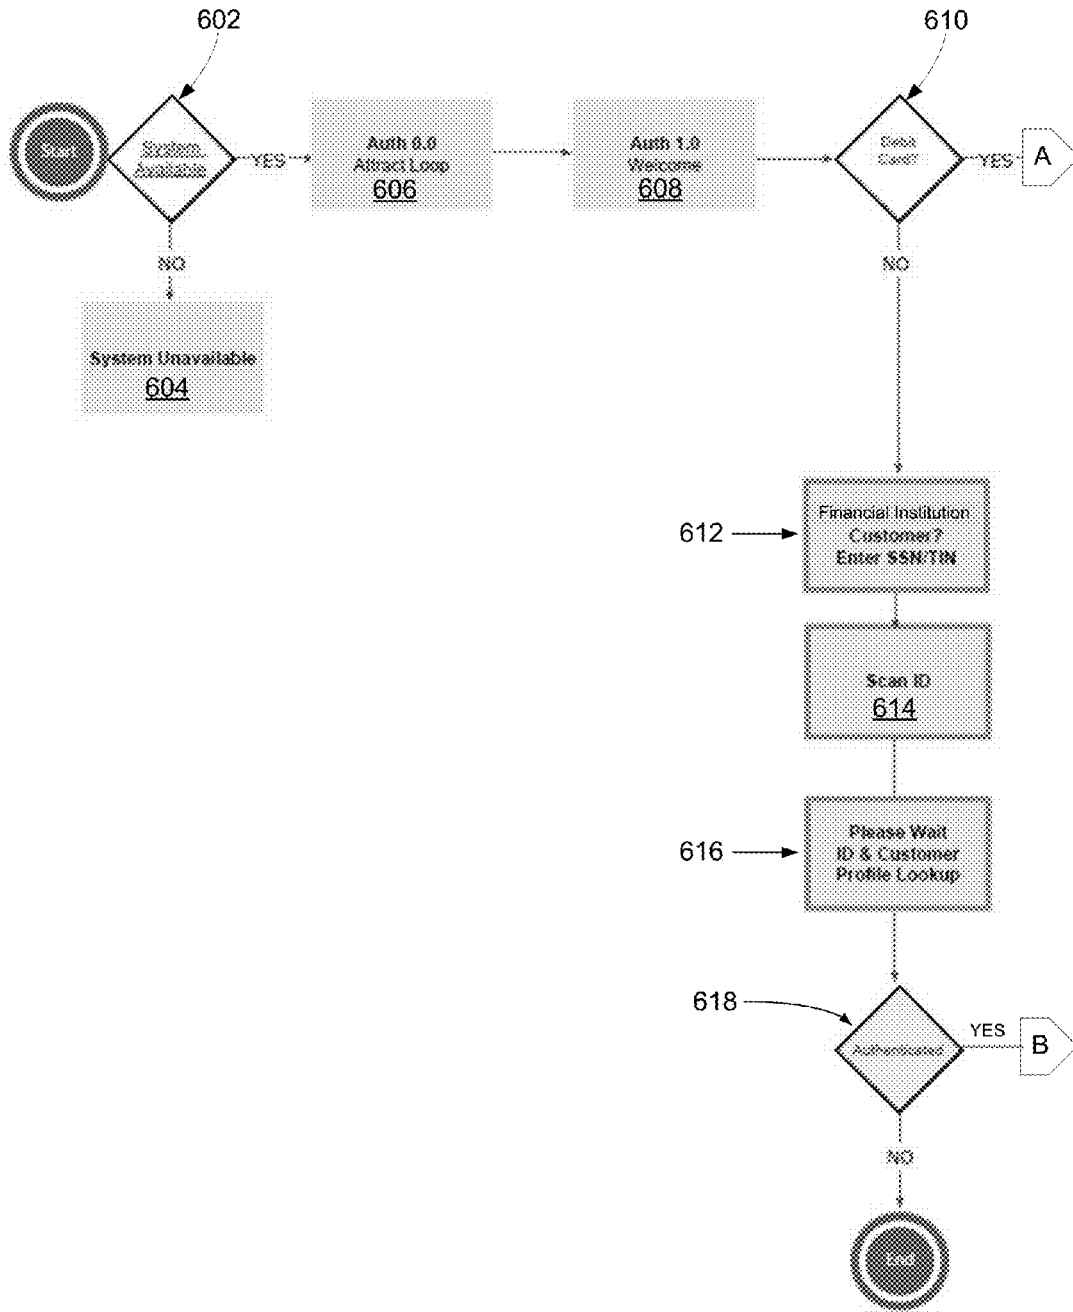 602
610
Start
System
Available
YES
Auth 0.0
Attract Loop
606
Auth 1.0
Welcome
608
Debit
Card?
YES
A
NO
NO
System Unavailable
604
612
Financial Institution
Customer?
Enter SSN/TIN
Scan ID
614
616
Please Wait
ID & Customer
Profile Lookup
618
Authenticated
YES
B
NO
End